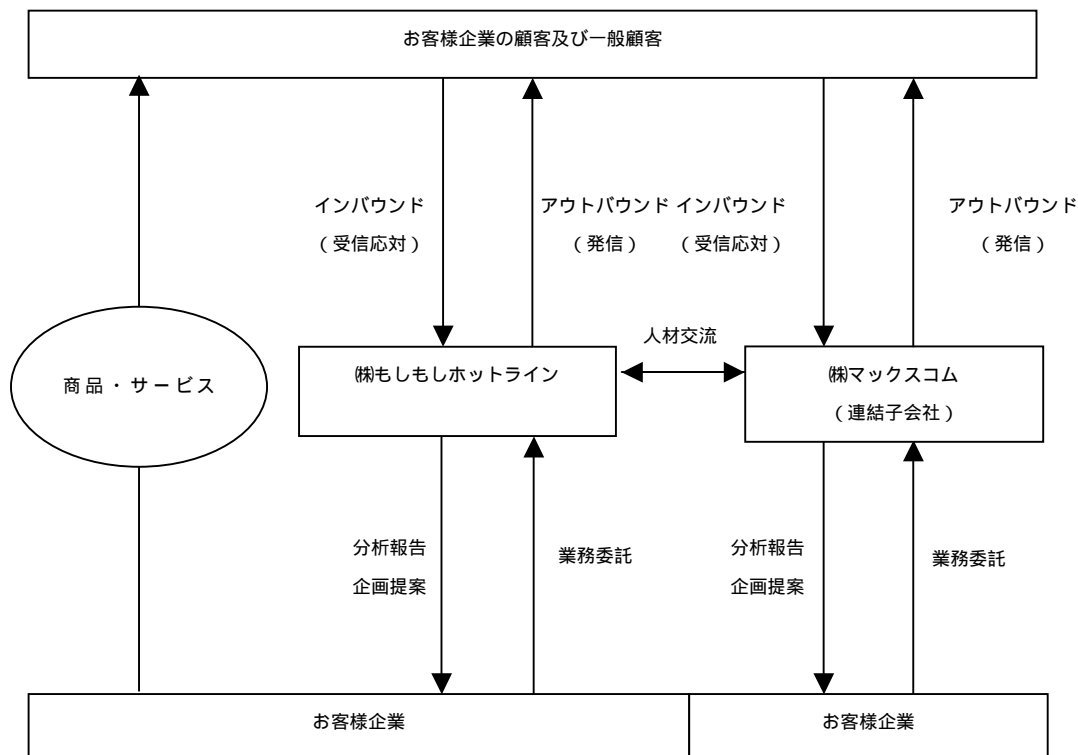 お客様企業の顧客及び一般顧客
インバウンド
(受信応対)
アウトバウンド
(発信)
インバウンド
(受信応対)
アウトバウンド
(発信)
人材交流
商品・サービス
㈱もしもしホットライン
㈱マックスコム
(連結子会社)
分析報告
企画提案
業務委託
分析報告
企画提案
業務委託
お客様企業
お客様企業